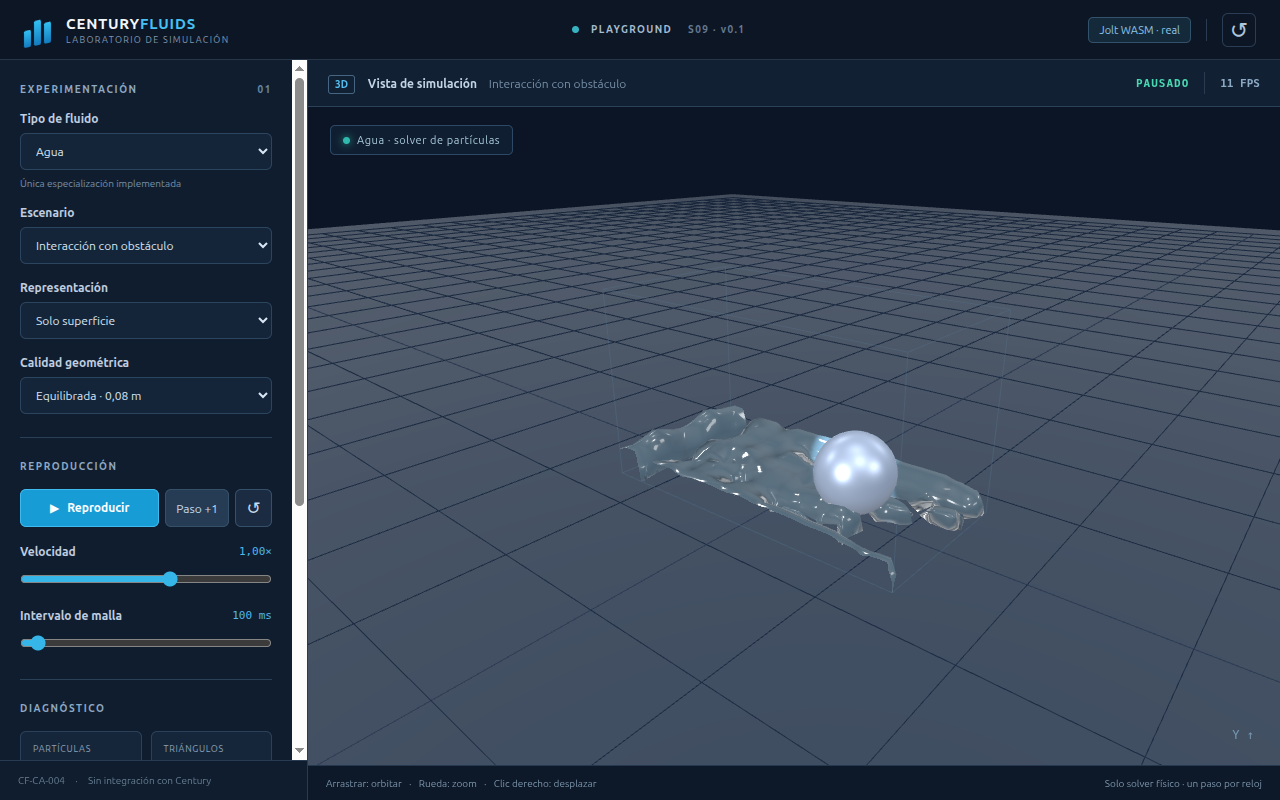 CENTURYFLUIDS
LABORATORIO DE SIMULACIÓN
PLAYGROUND S09 · v0.1
Jolt WASM · real
↺
EXPERIMENTACIÓN 01
Tipo de fluido
Agua
Única especialización implementada
Escenario
Interacción con obstáculo
Representación
Solo superficie
Calidad geométrica
Equilibrada · 0,08 m
REPRODUCCIÓN
▶ Reproducir
Paso +1
↺
Velocidad 1,00×
Intervalo de malla 100 ms
DIAGNÓSTICO
PARTÍCULAS
TRIÁNGULOS
CF-CA-004 · Sin integración con Century
3D Vista de simulación Interacción con obstáculo
PAUSADO 11 FPS
Agua · solver de partículas
Y ↑
Arrastrar: orbitar · Rueda: zoom · Clic derecho: desplazar
Solo solver físico · un paso por reloj